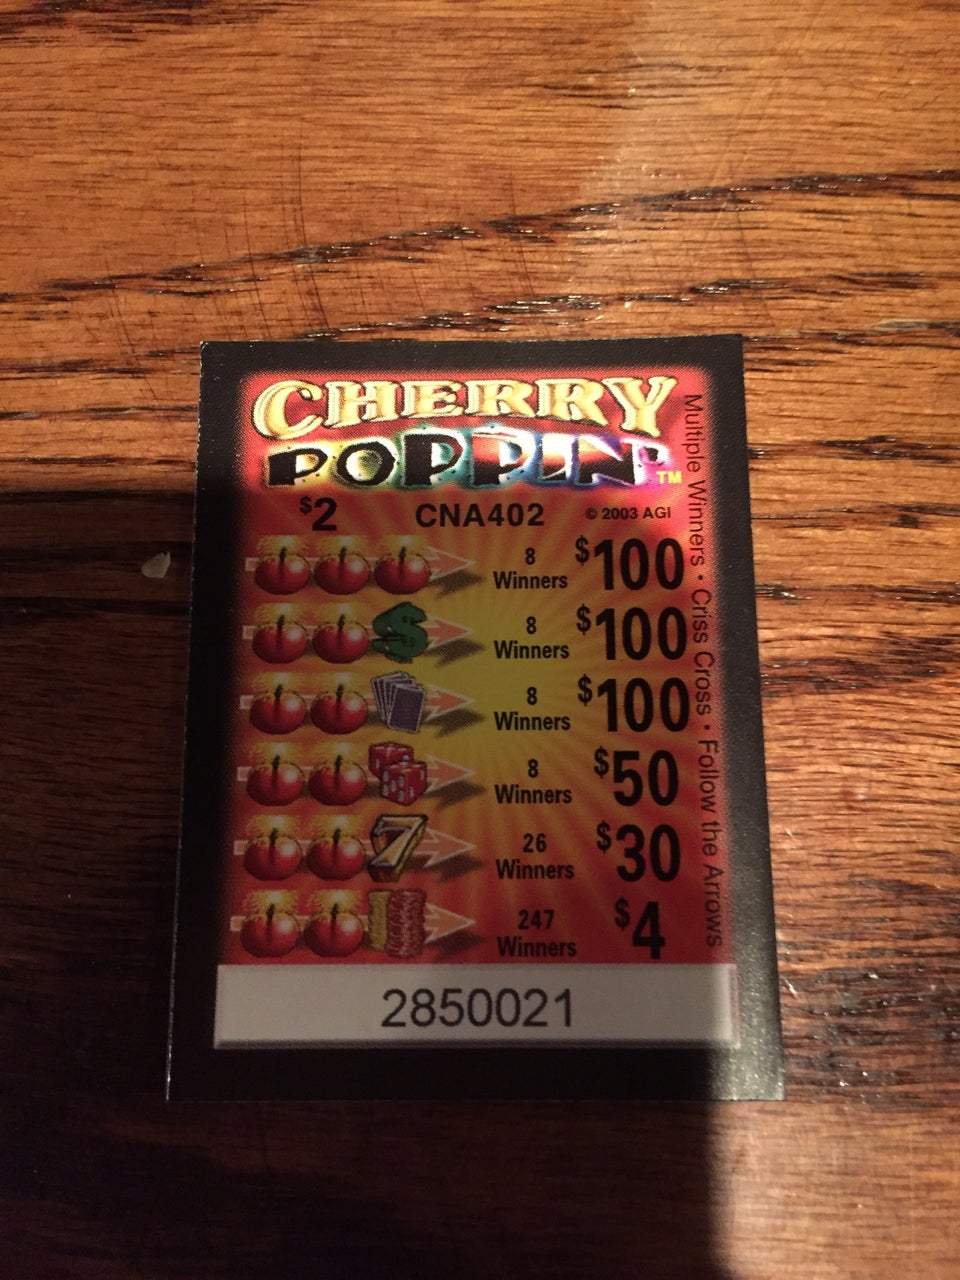 CHERRY
POPPIN'™
$2 CNA402 © 2003 AGI
8 Winners $100
8 Winners $100
8 Winners $100
8 Winners $50
26 Winners $30
247 Winners $4
Multiple Winners • Criss Cross • Follow the Arrows
2850021